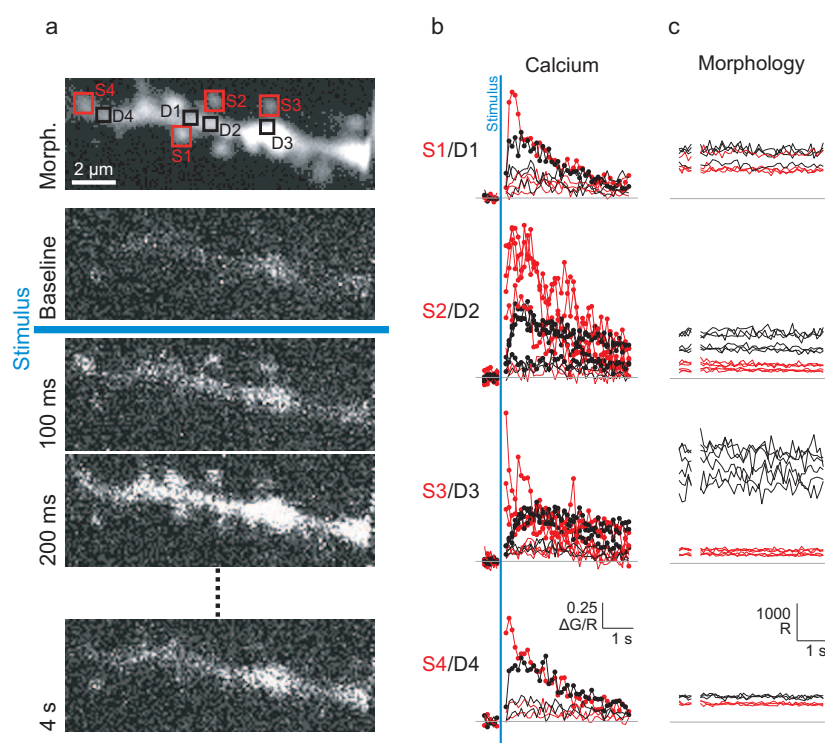 a
b
c
Calcium
Morphology
Stimulus
Morph.
S4
D4
D1
S2
S3
D2
D3
S1
2 µm
S1/D1
Baseline
Stimulus
S2/D2
100 ms
200 ms
S3/D3
0.25
ΔG/R
1 s
1000
R
1 s
S4/D4
4 s